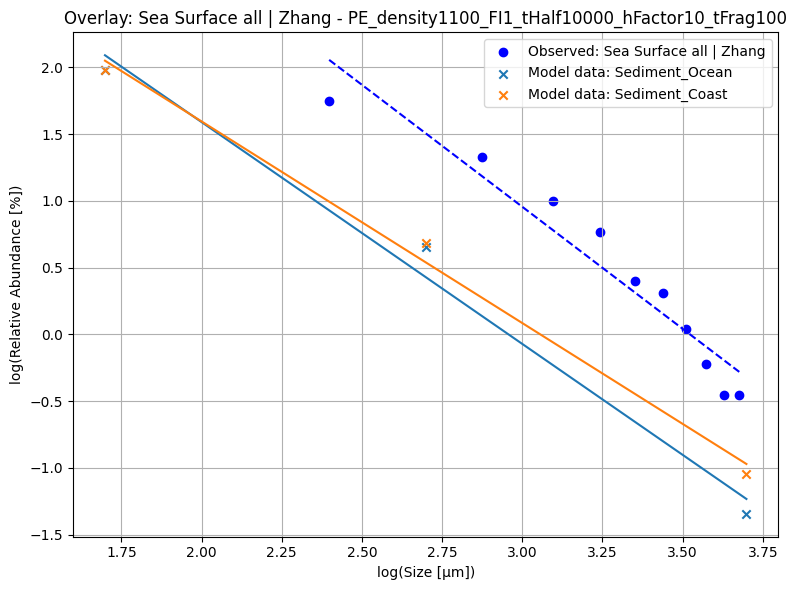 Overlay: Sea Surface all | Zhang - PE_density1100_FI1_tHalf10000_hFactor10_tFrag100
Observed: Sea Surface all | Zhang
Model data: Sediment_Ocean
Model data: Sediment_Coast
log(Relative Abundance [%])
2.0
1.5
1.0
0.5
0.0
−0.5
−1.0
−1.5
1.75 2.00 2.25 2.50 2.75 3.00 3.25 3.50 3.75
log(Size [µm])